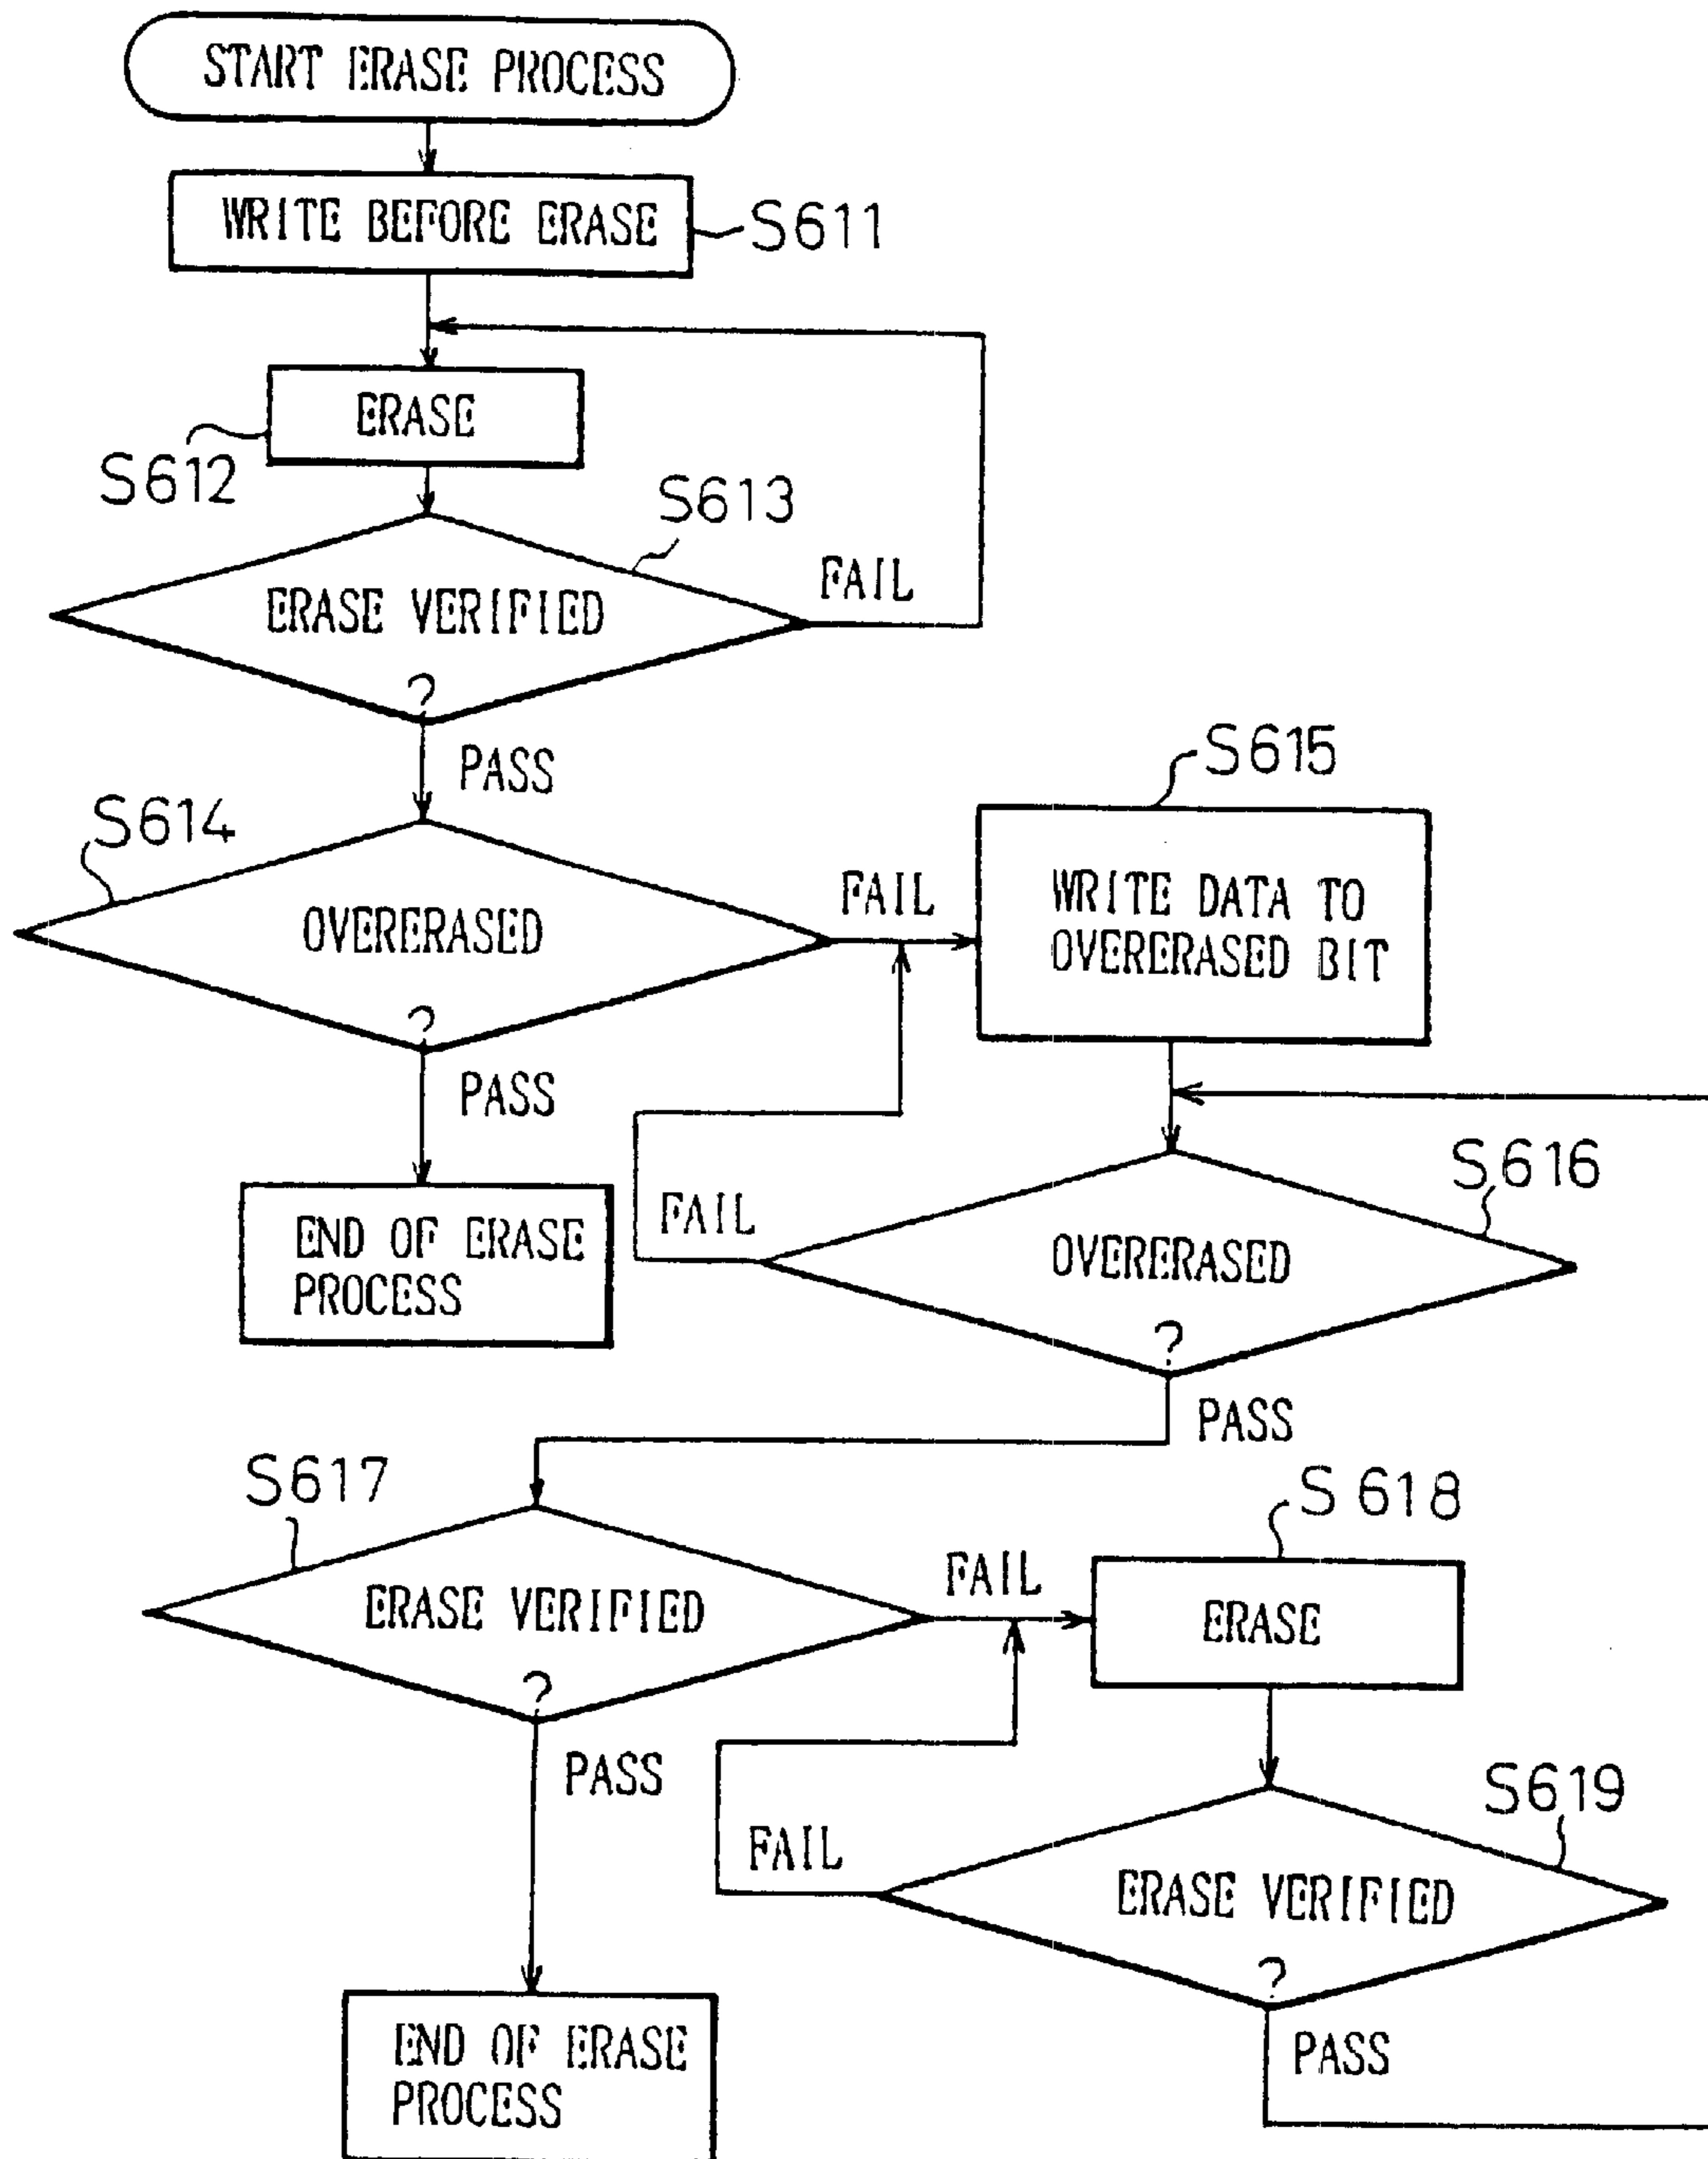 START ERASE PROCESS
WRITE BEFORE ERASE
S611
ERASE
S612
S613
ERASE VERIFIED
?
FAIL
PASS
S614
OVERERASED
?
FAIL
PASS
S615
WRITE DATA TO
OVERERASED BIT
END OF ERASE
PROCESS
FAIL
S616
OVERERASED
?
PASS
S617
ERASE VERIFIED
?
FAIL
PASS
S618
ERASE
S619
FAIL
ERASE VERIFIED
?
PASS
END OF ERASE
PROCESS